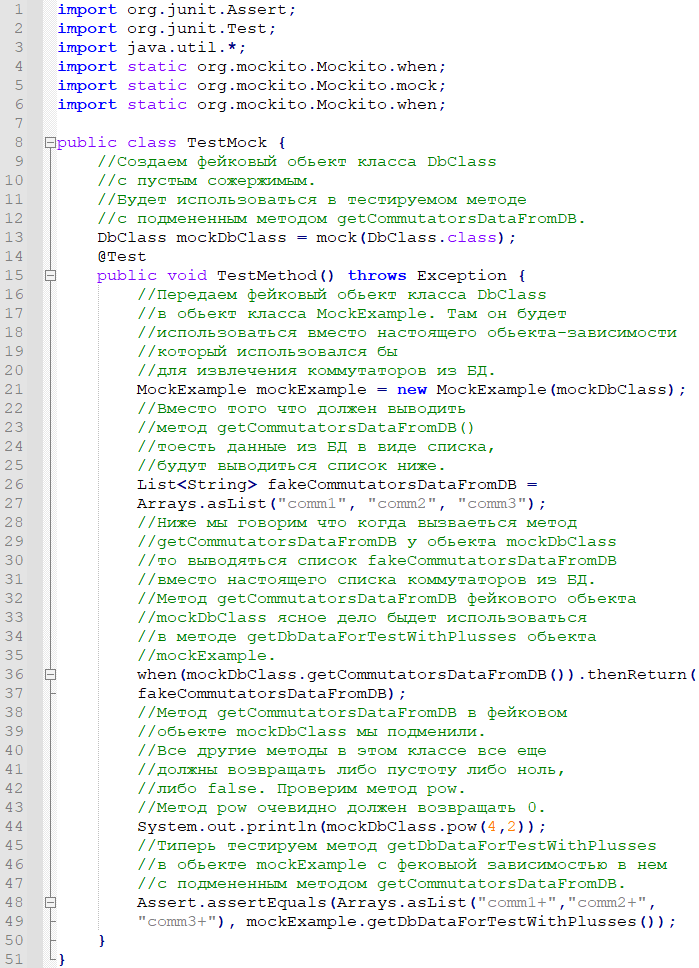 1 import org.junit.Assert;
2 import org.junit.Test;
3 import java.util.*;
4 import static org.mockito.Mockito.when;
5 import static org.mockito.Mockito.mock;
6 import static org.mockito.Mockito.when;
7
8 public class TestMock {
9 //Создаем фейковый обьект класса DbClass
10 //с пустым сожержимым.
11 //Будет использоваться в тестируемом методе
12 //с подмененным методом getCommutatorsDataFromDB.
13 DbClass mockDbClass = mock(DbClass.class);
14 @Test
15 public void TestMethod() throws Exception {
16 //Передаем фейковый обьект класса DbClass
17 //в обьект класса MockExample. Там он будет
18 //использоваться вместо настоящего обьекта-зависимости
19 //который использовался бы
20 //для извлечения коммутаторов из БД.
21 MockExample mockExample = new MockExample(mockDbClass);
22 //Вместо того что должен выводить
23 //метод getCommutatorsDataFromDB()
24 //тоесть данные из БД в виде списка,
25 //будут выводиться список ниже.
26 List<String> fakeCommutatorsDataFromDB =
27 Arrays.asList("comm1", "comm2", "comm3");
28 //Ниже мы говорим что когда вызваеться метод
29 //getCommutatorsDataFromDB у обьекта mockDbClass
30 //то выводяться список fakeCommutatorsDataFromDB
31 //вместо настоящего списка коммутаторов из БД.
32 //Метод getCommutatorsDataFromDB фейкового обьекта
33 //mockDbClass ясное дело быдет использоваться
34 //в методе getDbDataForTestWithPlusses обьекта
35 //mockExample.
36 when(mockDbClass.getCommutatorsDataFromDB()).thenReturn(
37 fakeCommutatorsDataFromDB);
38 //Метод getCommutatorsDataFromDB в фейковом
39 //обьекте mockDbClass мы подменили.
40 //Все другие методы в этом классе все еще
41 //должны возвращать либо пустоту либо ноль,
42 //либо false. Проверим метод pow.
43 //Метод pow очевидно должен возвращать 0.
44 System.out.println(mockDbClass.pow(4,2));
45 //Типерь тестируем метод getDbDataForTestWithPlusses
46 //в обьекте mockExample с фековыой зависимостью в нем
47 //с подмененным методом getCommutatorsDataFromDB.
48 Assert.assertEquals(Arrays.asList("comm1+","comm2+",
49 "comm3+"), mockExample.getDbDataForTestWithPlusses());
50 }
51 }